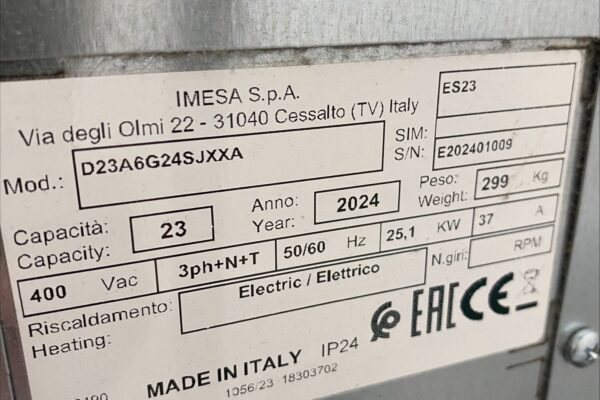 IMESA S.p.A.
Via degli Olmi 22 - 31040 Cessalto (TV) Italy
ES23
Mod.: D23A6G24SJXXA
SIM:
S/N: E202401009
Capacità: Capacity: 23
Anno: Year: 2024
Peso: Weight: 299 Kg
400 Vac 3ph+N+T 50/60 Hz 25,1 KW 37 A
Riscaldamento: Heating: Electric / Elettrico
N.giri: RPM
MADE IN ITALY IP24 EAC CE
1056/23 18303702